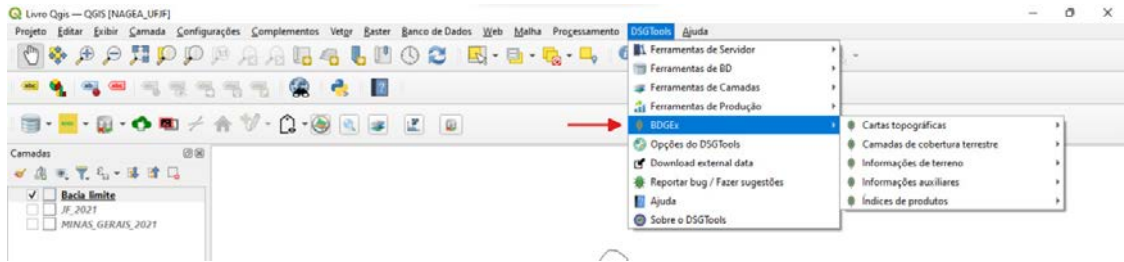 Livro Qgis — QGIS [NAGEA_UFJF]
Projeto Editar Exibir Camada Configurações Complementos Vetor Raster Banco de Dados Web Malha Processamento DSGTools Ajuda
Ferramentas de Servidor
Ferramentas de BD
Ferramentas de Camadas
Ferramentas de Produção
BDGEx
Opções do DSGTools
Download external data
Reportar bug / Fazer sugestões
Ajuda
Sobre o DSGTools
Cartas topográficas
Camadas de cobertura terrestre
Informações de terreno
Informações auxiliares
Índices de produtos
Camadas
Bacia limite
JF_2021
MINAS_GERAIS_2021